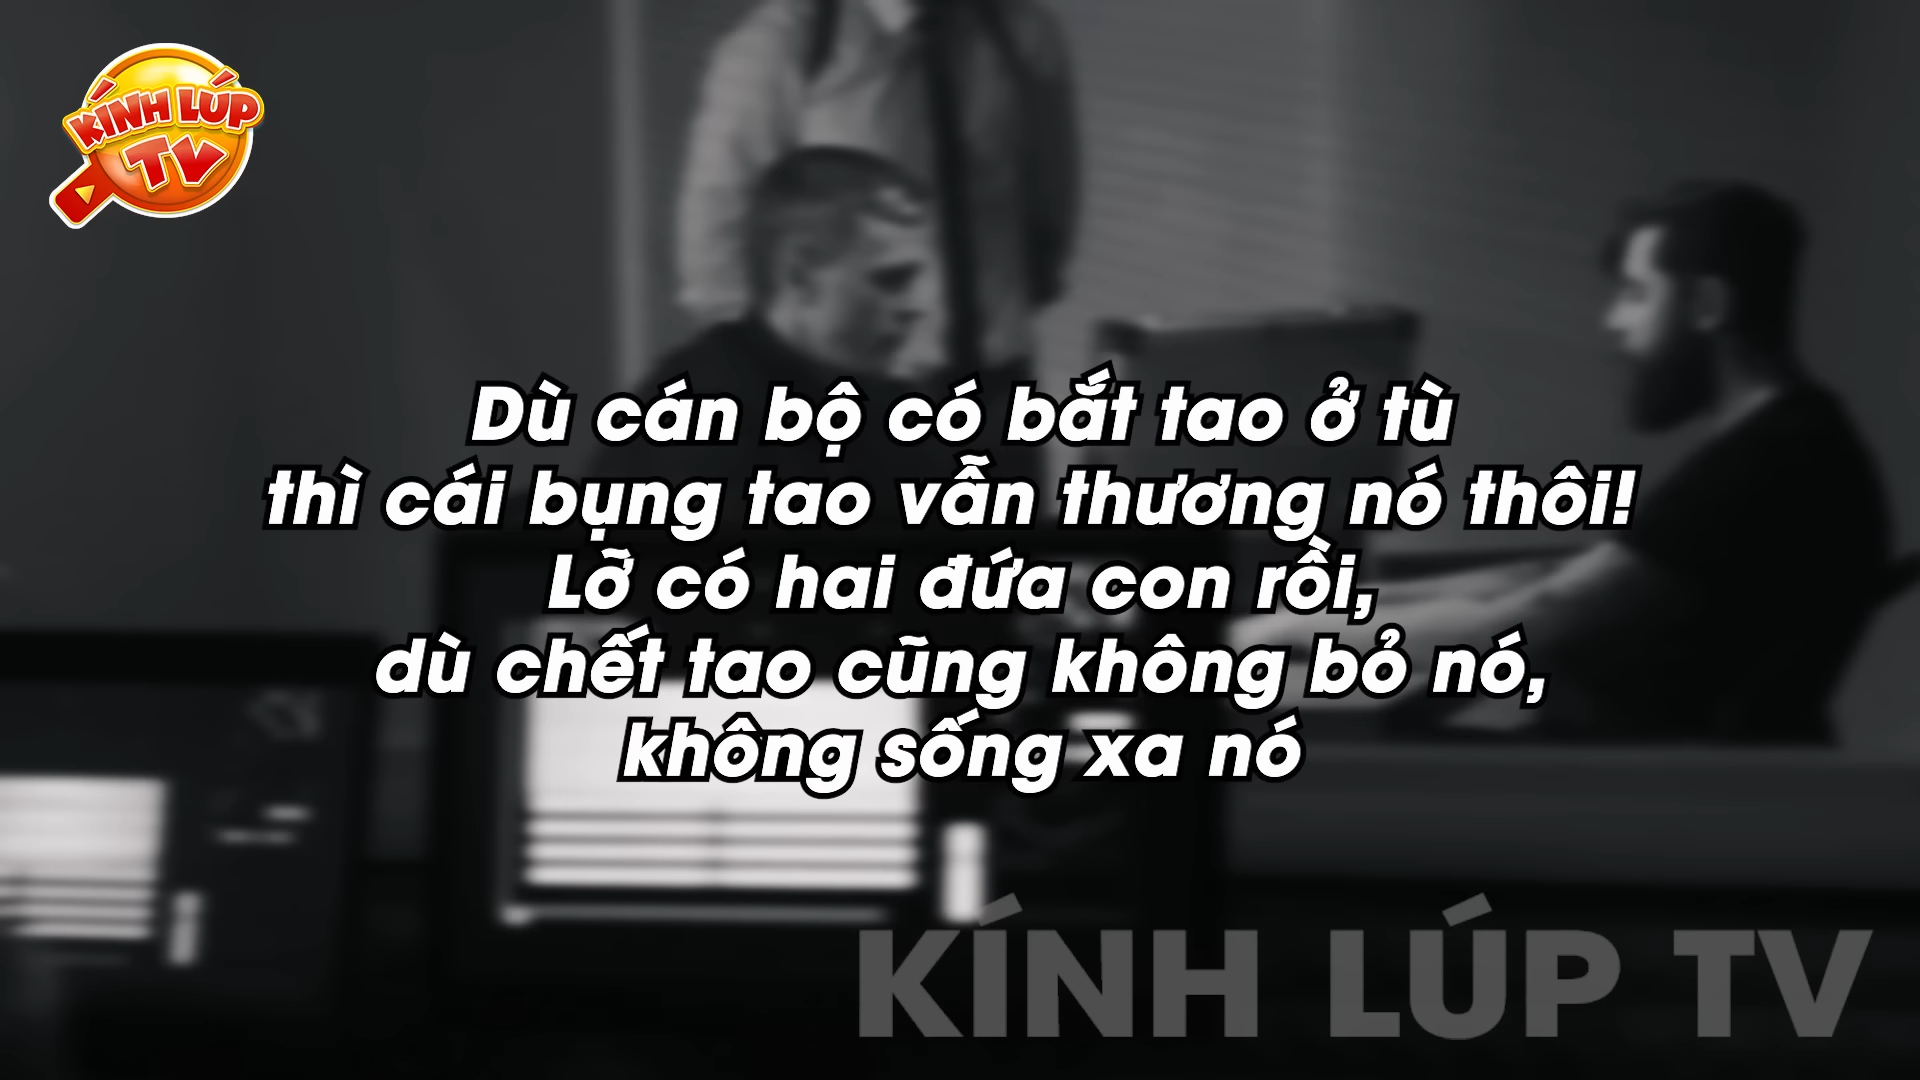 KÍNH LÚP
TV
Dù cán bộ có bắt tao ở tù
thì cái bụng tao vẫn thương nó thôi!
Lỡ có hai đứa con rồi,
dù chết tao cũng không bỏ nó,
không sống xa nó
KÍNH LÚP TV